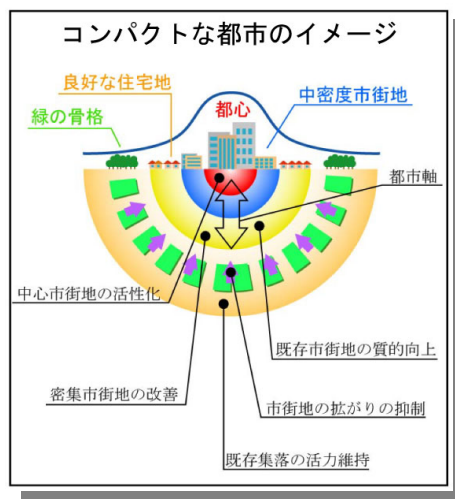 コンパクトな都市のイメージ
良好な住宅地
都心
中密度市街地
緑の骨格
都市軸
中心市街地の活性化
既存市街地の質的向上
密集市街地の改善
市街地の拡がりの抑制
既存集落の活力維持